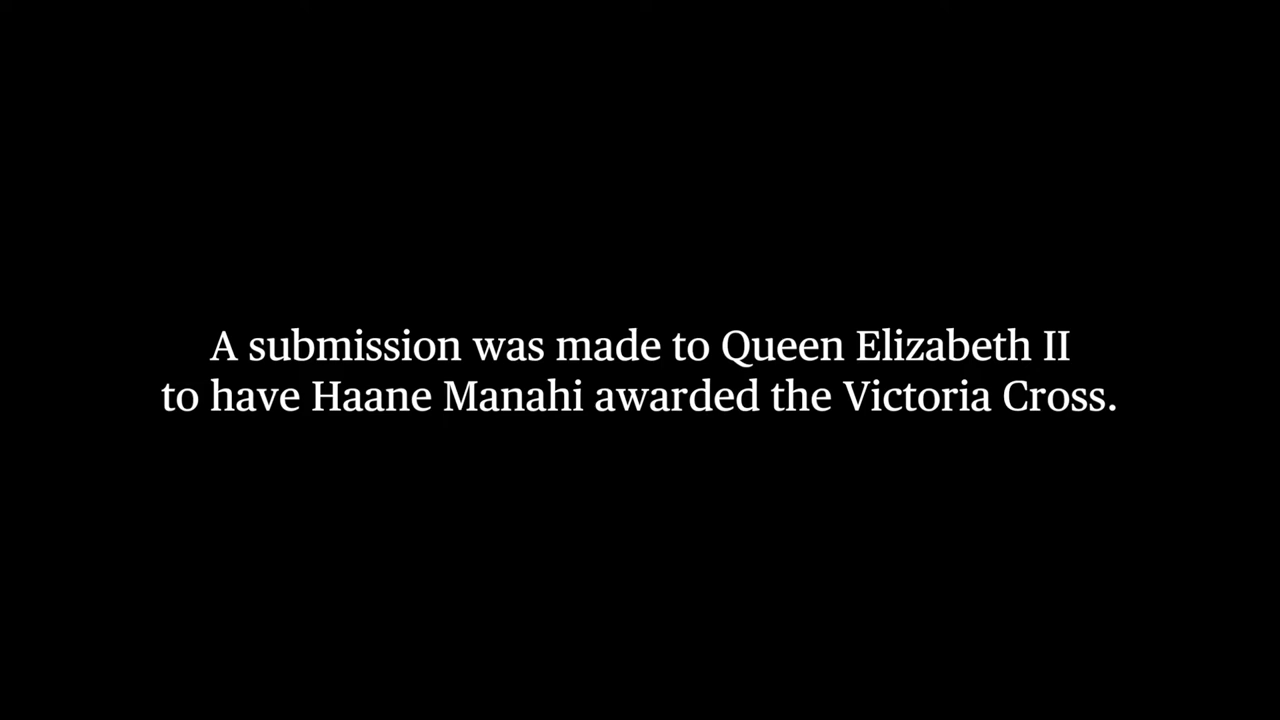 A submission was made to Queen Elizabeth II
to have Haane Manahi awarded the Victoria Cross.